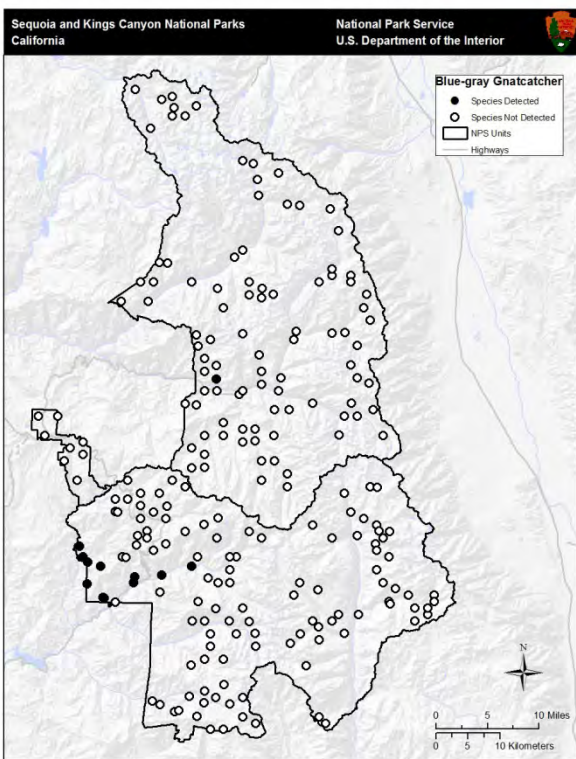 Sequoia and Kings Canyon National Parks
California
National Park Service
U.S. Department of the Interior
Blue-gray Gnatcatcher
Species Detected
Species Not Detected
NPS Units
Highways
N
0 5 10 Miles
0 5 10 Kilometers